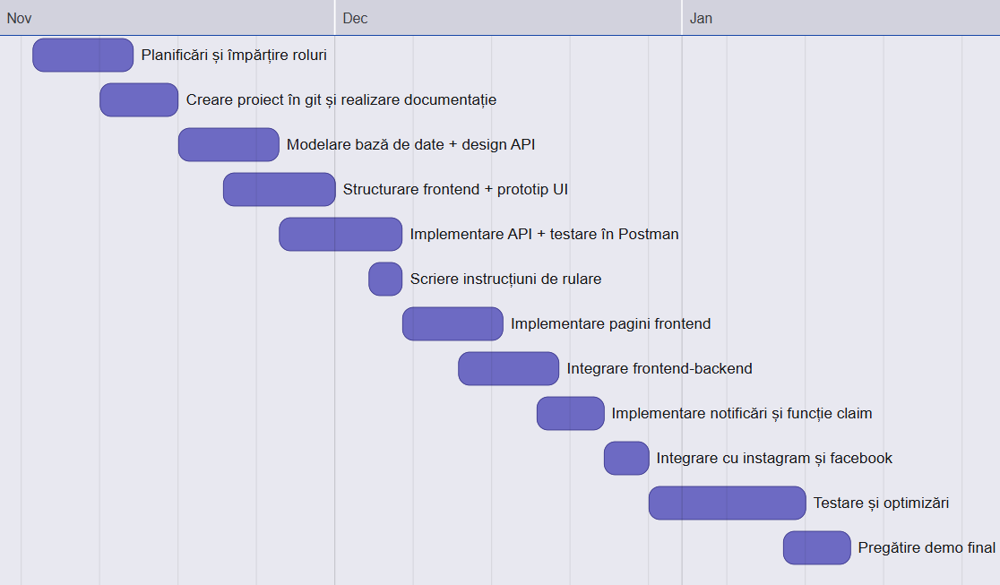 Nov Dec Jan
Planificări și împărțire roluri
Creare proiect în git și realizare documentație
Modelare bază de date + design API
Structurare frontend + prototip UI
Implementare API + testare în Postman
Scriere instrucțiuni de rulare
Implementare pagini frontend
Integrare frontend-backend
Implementare notificări și funcție claim
Integrare cu instagram și facebook
Testare și optimizări
Pregătire demo final